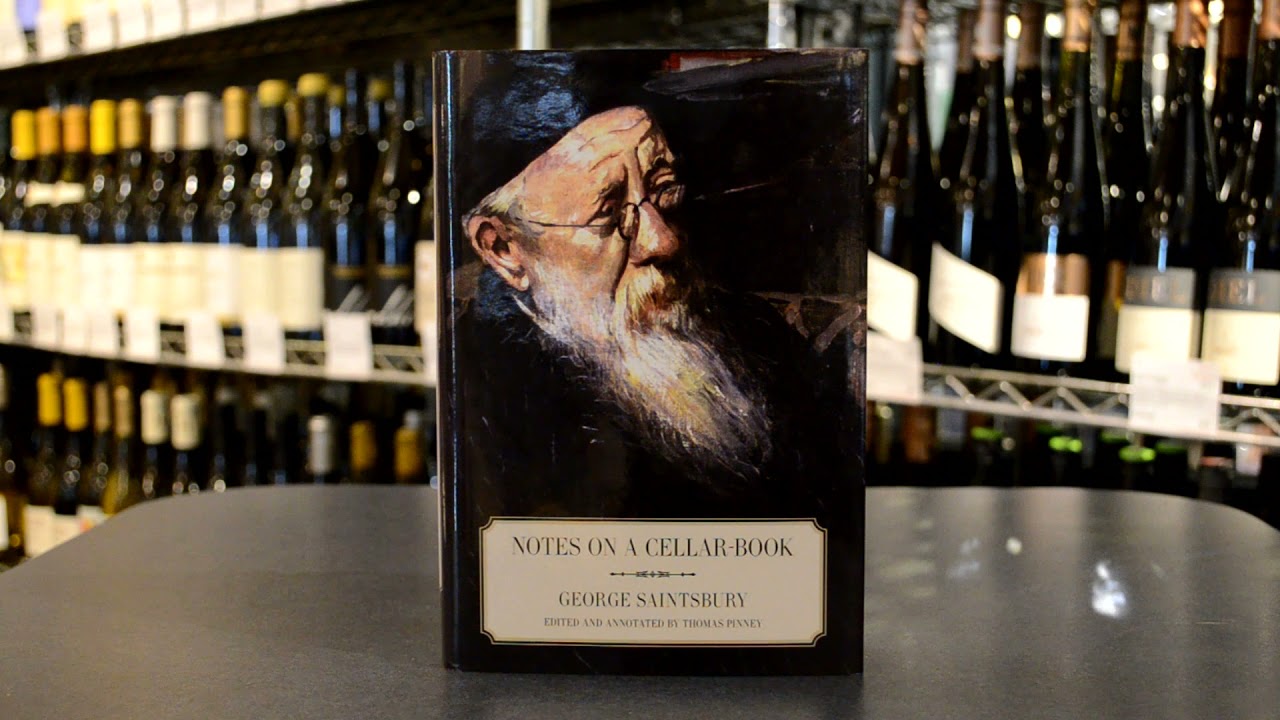 NOTES ON A CELLAR-BOOK
GEORGE SAINTSBURY
EDITED AND ANNOTATED BY THOMAS PINNEY